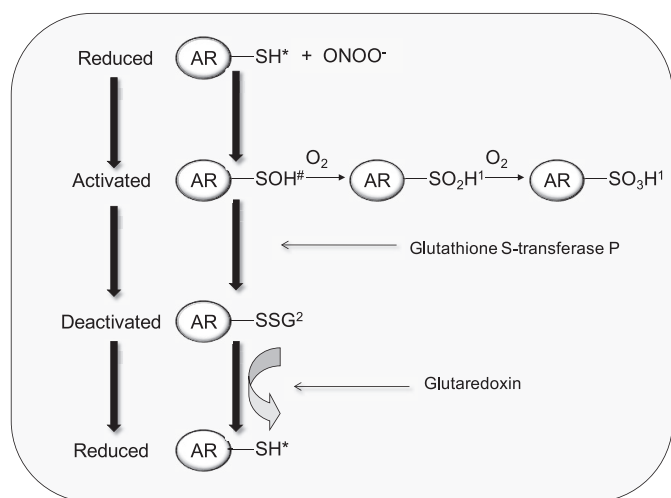 Reduced AR SH* + ONOO⁻
Activated AR SOH# O₂ AR SO₂H¹ O₂ AR SO₃H¹
Glutathione S-transferase P
Deactivated AR SSG²
Glutaredoxin
Reduced AR SH*